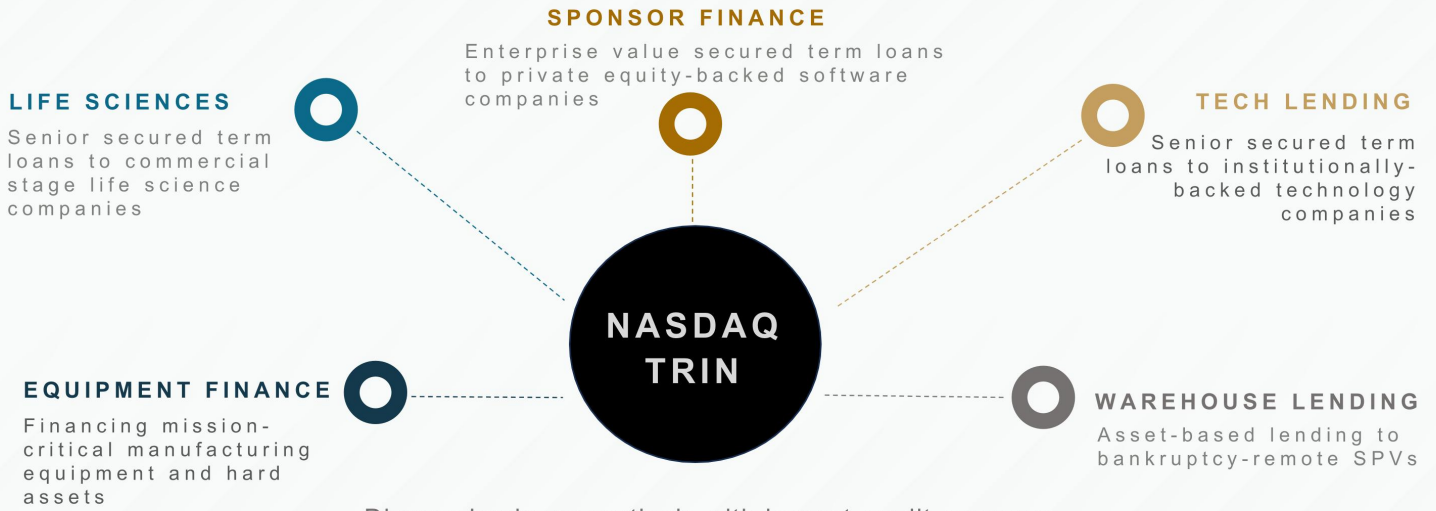 SPONSOR FINANCE
Enterprise value secured term loans
to private equity-backed software
companies
LIFE SCIENCES
Senior secured term
loans to commercial
stage life science
companies
TECH LENDING
Senior secured term
loans to institutionally-
backed technology
companies
NASDAQ
TRIN
EQUIPMENT FINANCE
Financing mission-
critical manufacturing
equipment and hard
assets
WAREHOUSE LENDING
Asset-based lending to
bankruptcy-remote SPVs